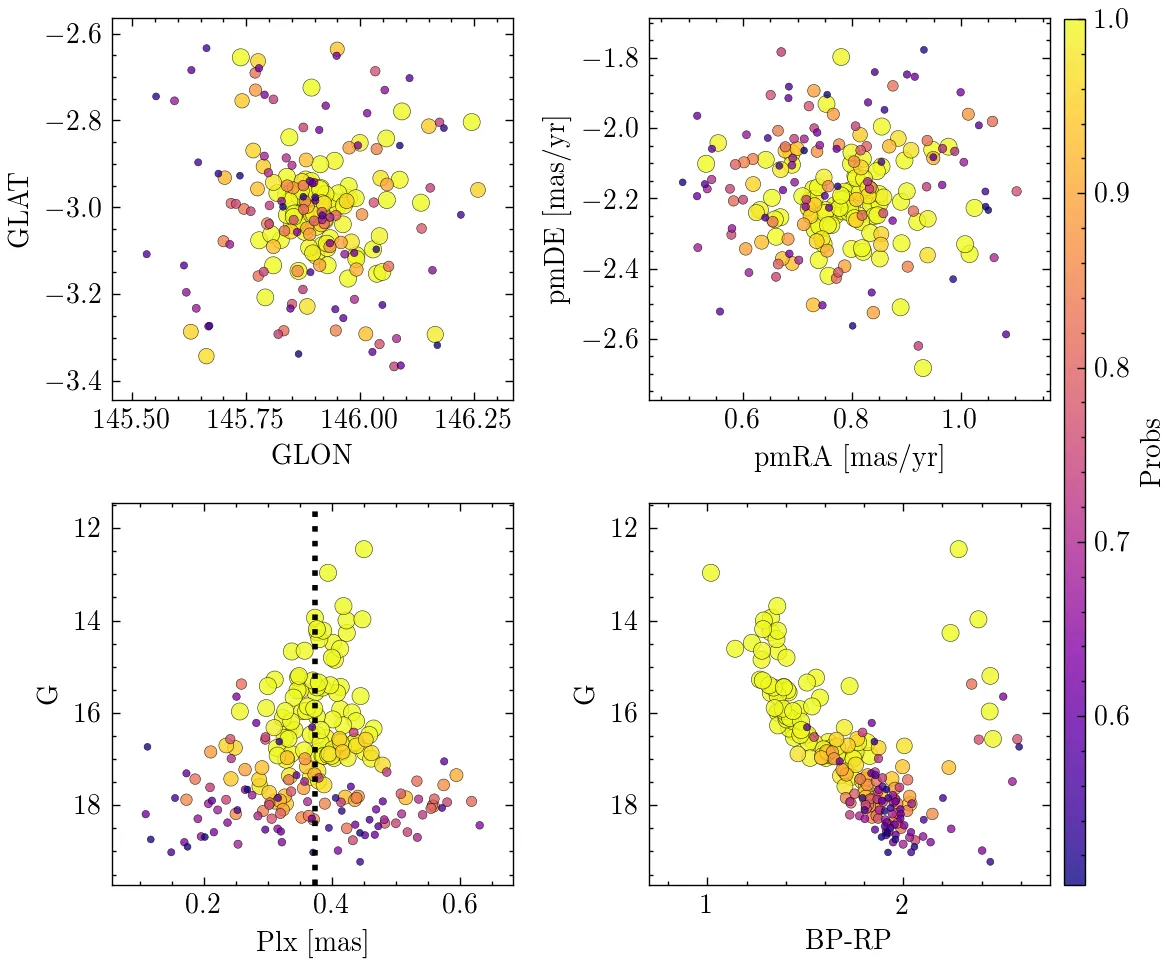 −2.6
−2.8
−3.0
−3.2
−3.4
GLAT
145.50 145.75 146.00 146.25
GLON
−1.8
−2.0
−2.2
−2.4
−2.6
pmDE [mas/yr]
0.6 0.8 1.0
pmRA [mas/yr]
12
14
16
18
G
0.2 0.4 0.6
Plx [mas]
12
14
16
18
G
1 2
BP-RP
1.0
0.9
0.8
0.7
0.6
Probs